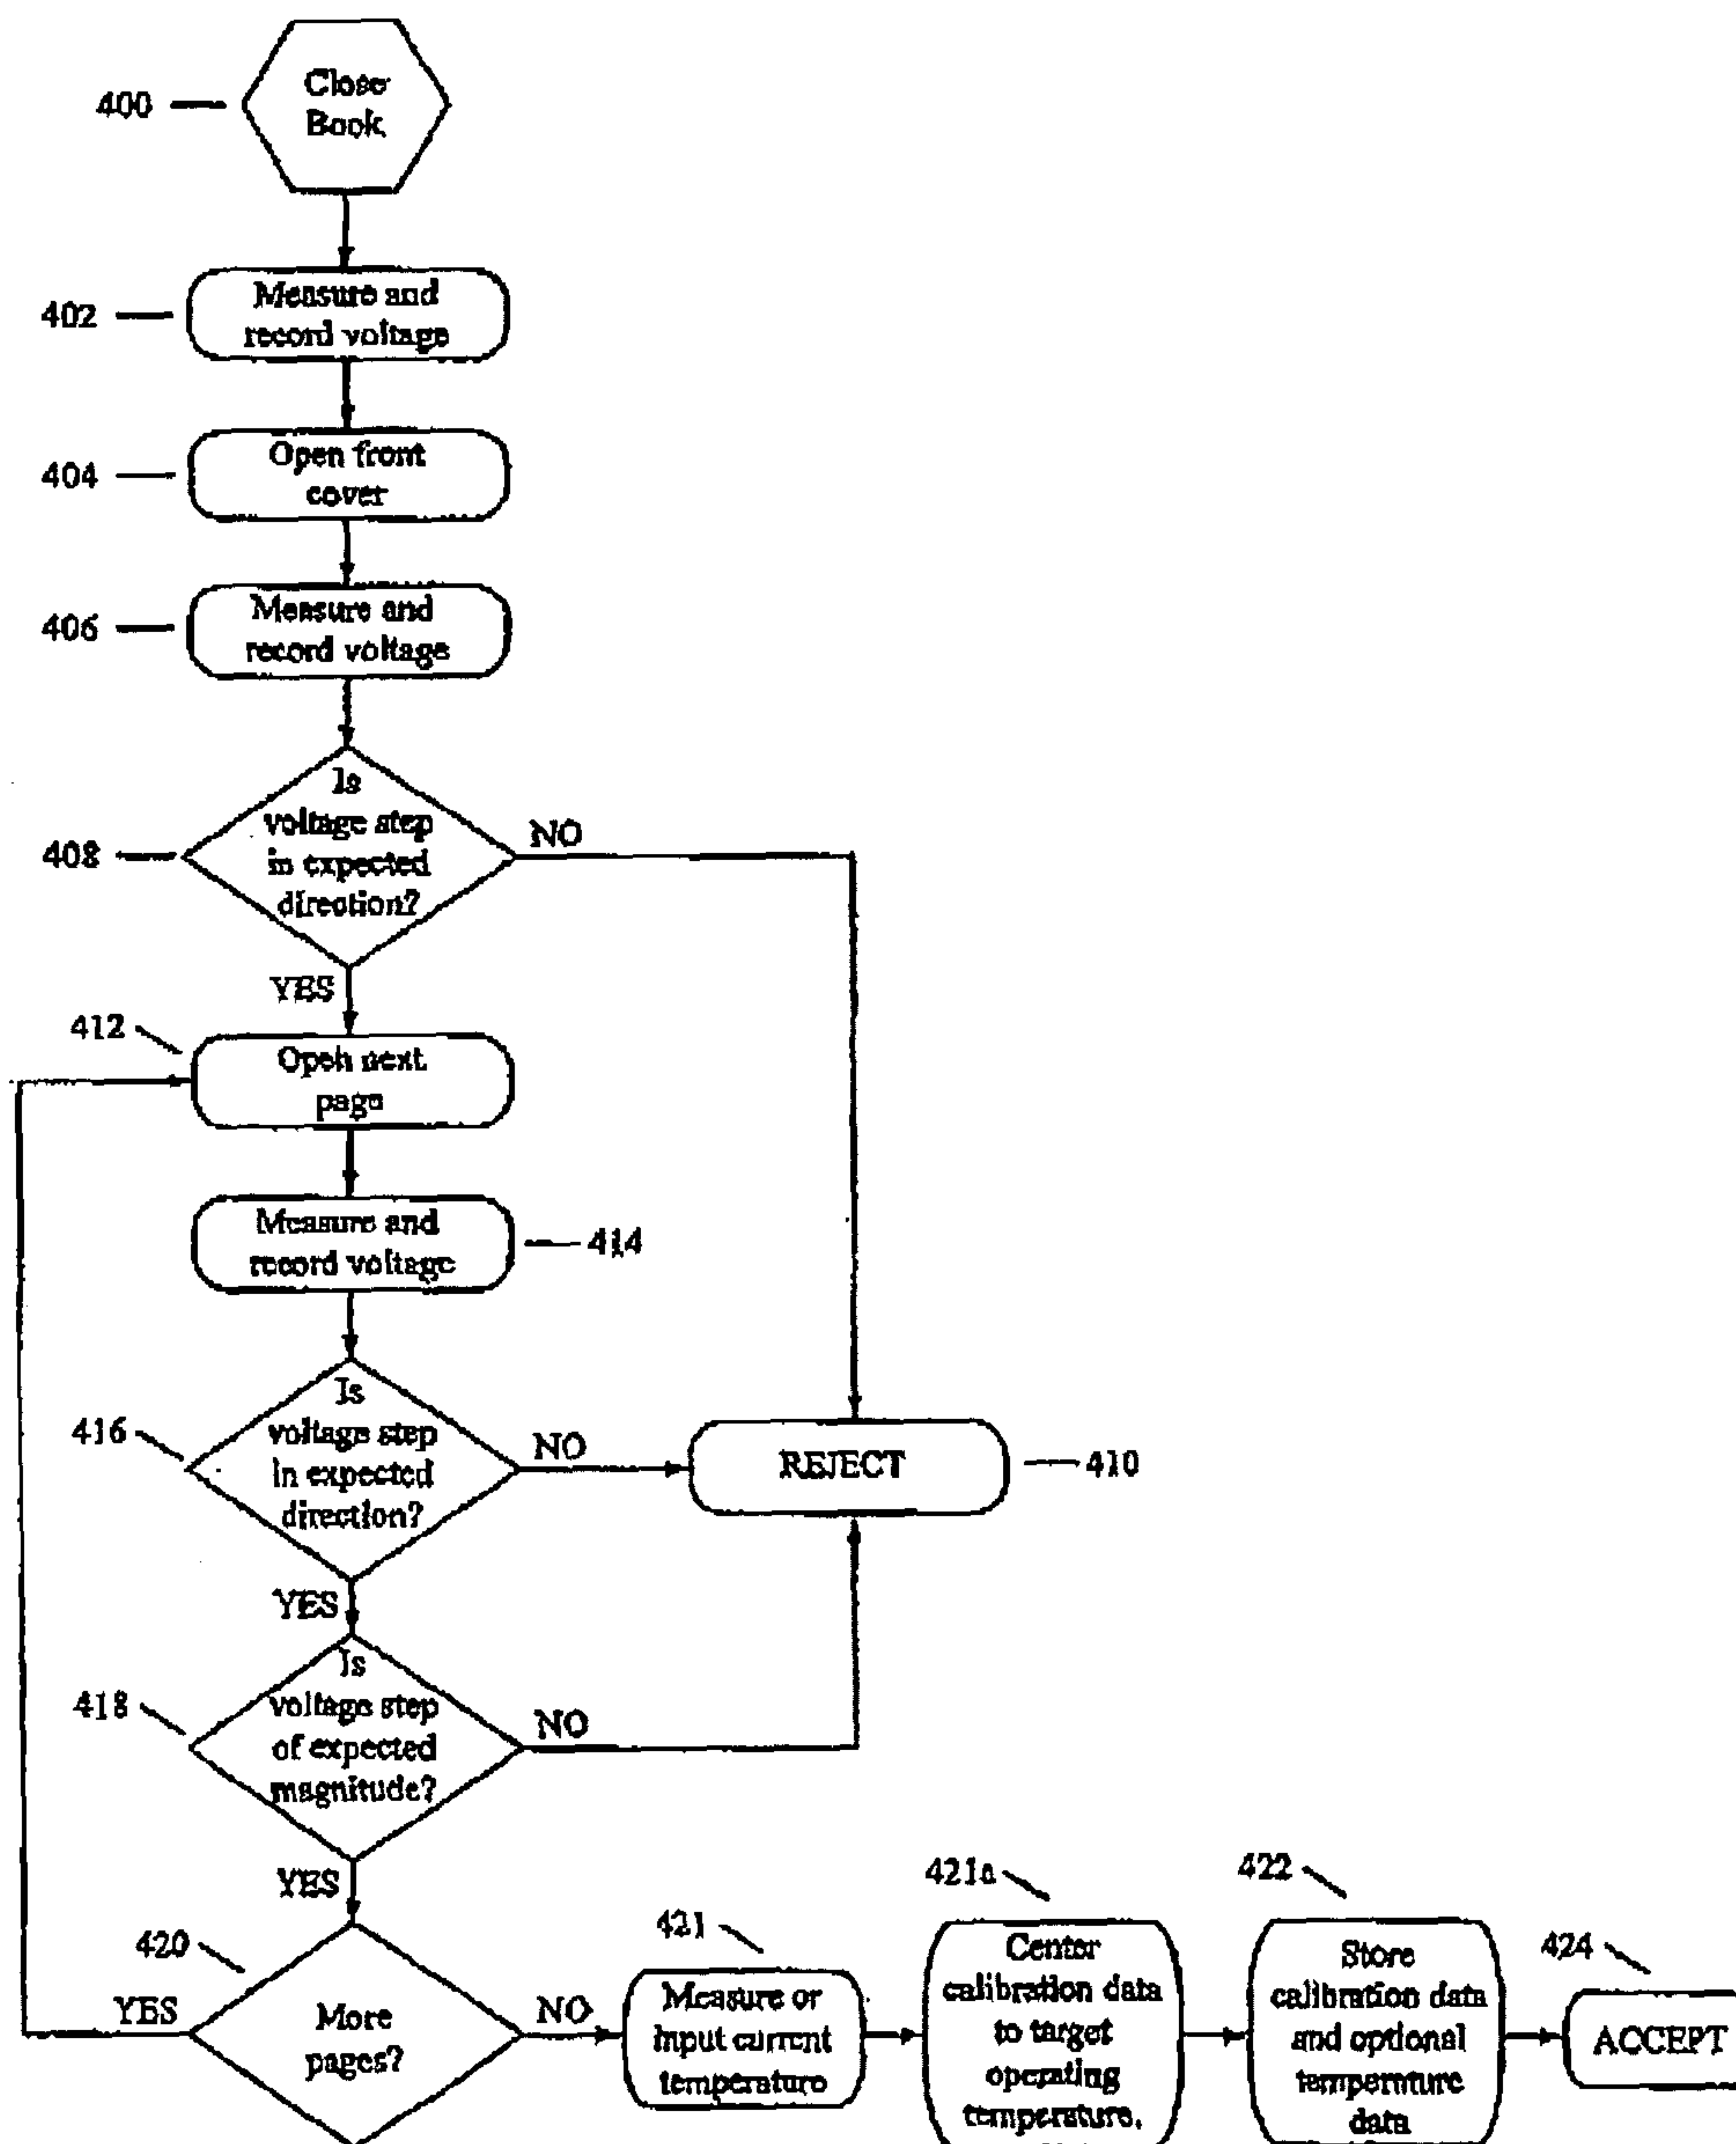 400
Close
Book
402
Measure and
record voltage
404
Open front
cover
406
Measure and
record voltage
408
Is
voltage step
in expected
direction?
NO
YES
412
Open next
page
Measure and
record voltage
414
416
Is
voltage step
in expected
direction?
NO
REJECT
410
YES
418
Is
voltage step
of expected
magnitude?
NO
YES
420
YES
More
pages?
NO
421
Measure or
input current
temperature
421a
Center
calibration data
to target
operating
temperature.
422
Store
calibration data
and optional
temperature
data
424
ACCEPT